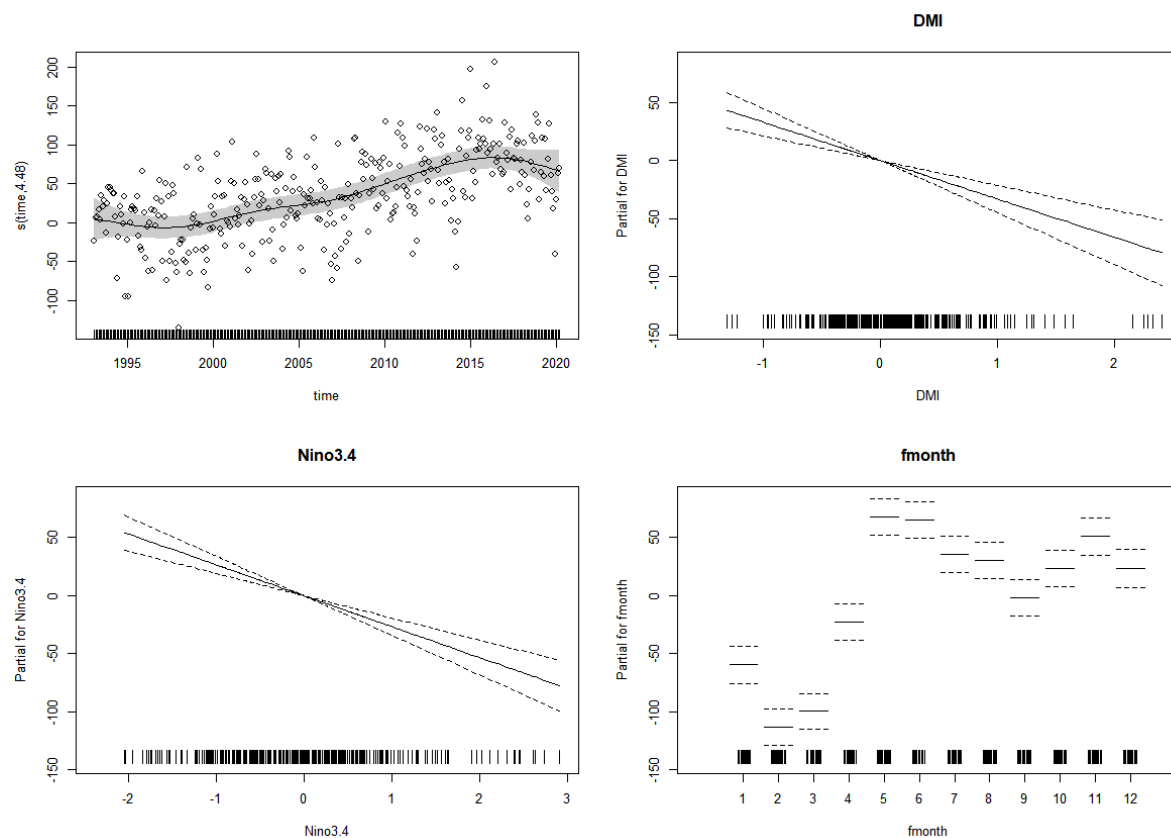 s(time,4.48)
200
150
100
50
0
-50
-100
1995 2000 2005 2010 2015 2020
time
DMI
Partial for DMI
50
0
-50
-100
-150
-1 0 1 2
DMI
Nino3.4
Partial for Nino3.4
50
0
-50
-100
-150
-2 -1 0 1 2 3
Nino3.4
fmonth
Partial for fmonth
50
0
-50
-100
-150
1 2 3 4 5 6 7 8 9 10 11 12
fmonth